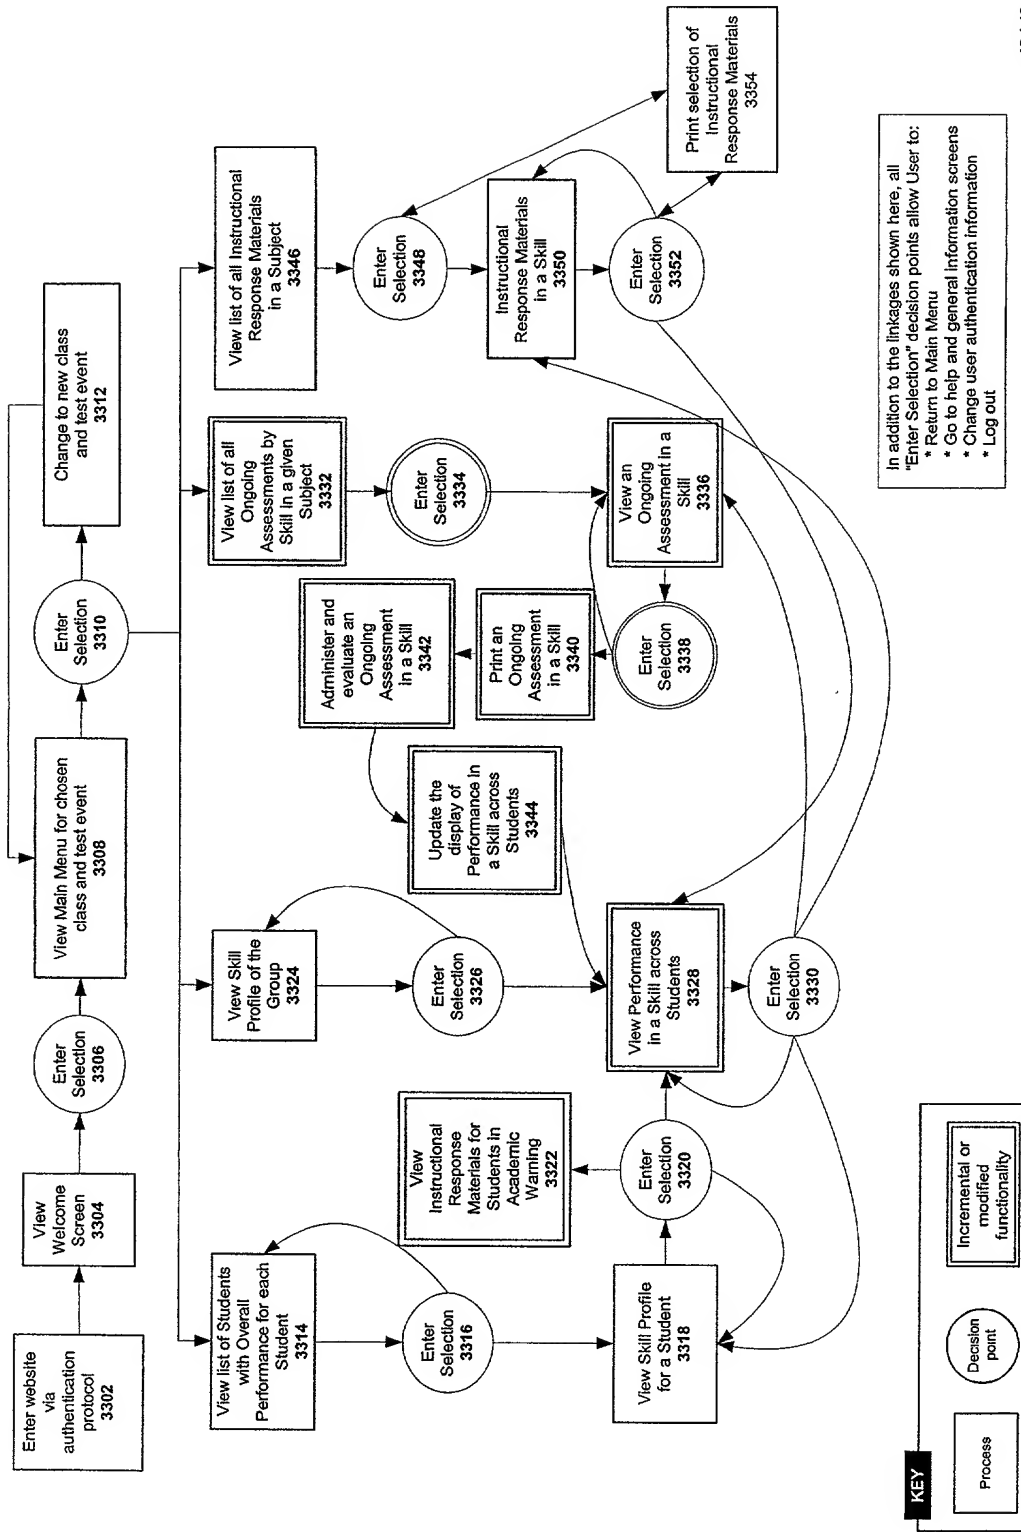 Enter website
via
authentication
protocol
3302
View
Welcome
Screen
3304
Enter
Selection
3306
View Main Menu for chosen
class and test event
3308
Enter
Selection
3310
Change to new class
and test event
3312
View list of Students
with Overall
Performance for each
Student
3314
Enter
Selection
3316
View Skill Profile
for a Student
3318
Enter
Selection
3320
View
Instructional
Response
Materials for
Students in
Academic
Warning
3322
View Skill
Profile of the
Group
3324
Enter
Selection
3326
View Performance
in a Skill across
Students
3328
Enter
Selection
3330
View list of all
Ongoing
Assessments by
Skill in a given
Subject
3332
Enter
Selection
3334
View an
Ongoing
Assessment in a
Skill
3336
Enter
Selection
3338
Print an
Ongoing
Assessment
in a Skill
3340
Administer and
evaluate an
Ongoing
Assessment
in a Skill
3342
Update the
display of
Performance in
a Skill across
Students
3344
View list of all Instructional
Response Materials
in a Subject
3346
Enter
Selection
3348
Instructional
Response Materials
in a Skill
3350
Enter
Selection
3352
Print selection of
Instructional
Response Materials
3354
In addition to the linkages shown here, all
"Enter Selection" decision points allow User to:
* Return to Main Menu
* Go to help and general information screens
* Change user authentication information
* Log out
KEY
Process
Decision
point
Incremental or
modified
functionality